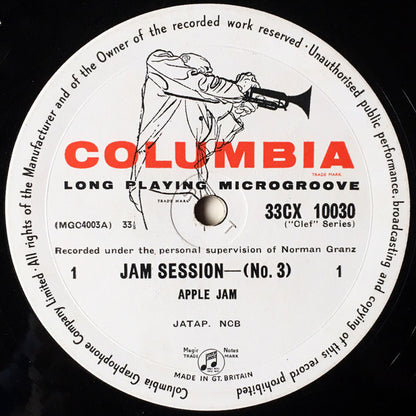 All rights of the Manufacturer and of the Owner of the recorded work reserved · Unauthorised public performance, broadcasting and copying of this record prohibited · Columbia Graphophone Company Limited ·
COLUMBIA
TRADE MARK
LONG PLAYING MICROGROOVE
TRADE MARK
(MGC4003A) 33⅓ 33CX 10030
("Clef" Series)
Recorded under the personal supervision of Norman Granz
1 JAM SESSION—(No. 3) 1
APPLE JAM
JATAP. NCB
Magic Notes
TRADE MARK
MADE IN GT. BRITAIN